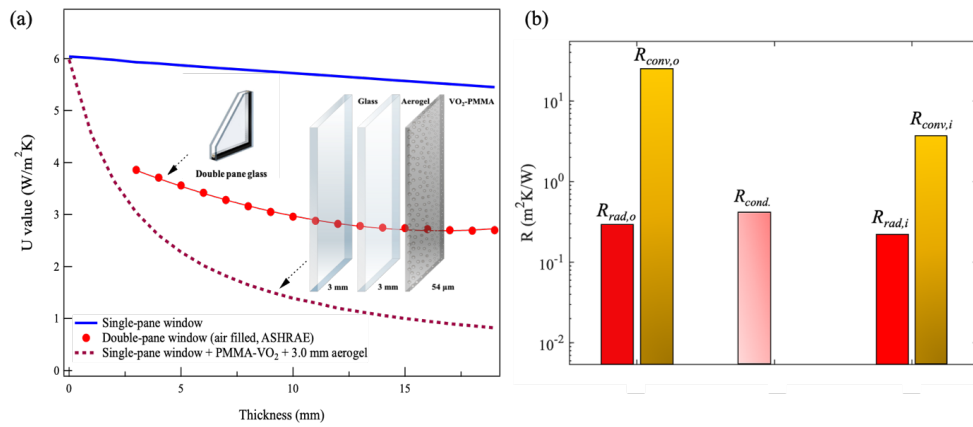 (a)
(b)
U value (W/m²K)
6
5
4
3
2
1
0
0
5
10
15
Thickness (mm)
Glass
Aerogel
VO₂-PMMA
Double pane glass
3 mm
3 mm
54 μm
Single-pane window
Double-pane window (air filled, ASHRAE)
Single-pane window + PMMA-VO₂ + 3.0 mm aerogel
R (m²K/W)
10¹
10⁰
10⁻¹
10⁻²
R_conv,o
R_rad,o
R_cond.
R_conv,i
R_rad,i